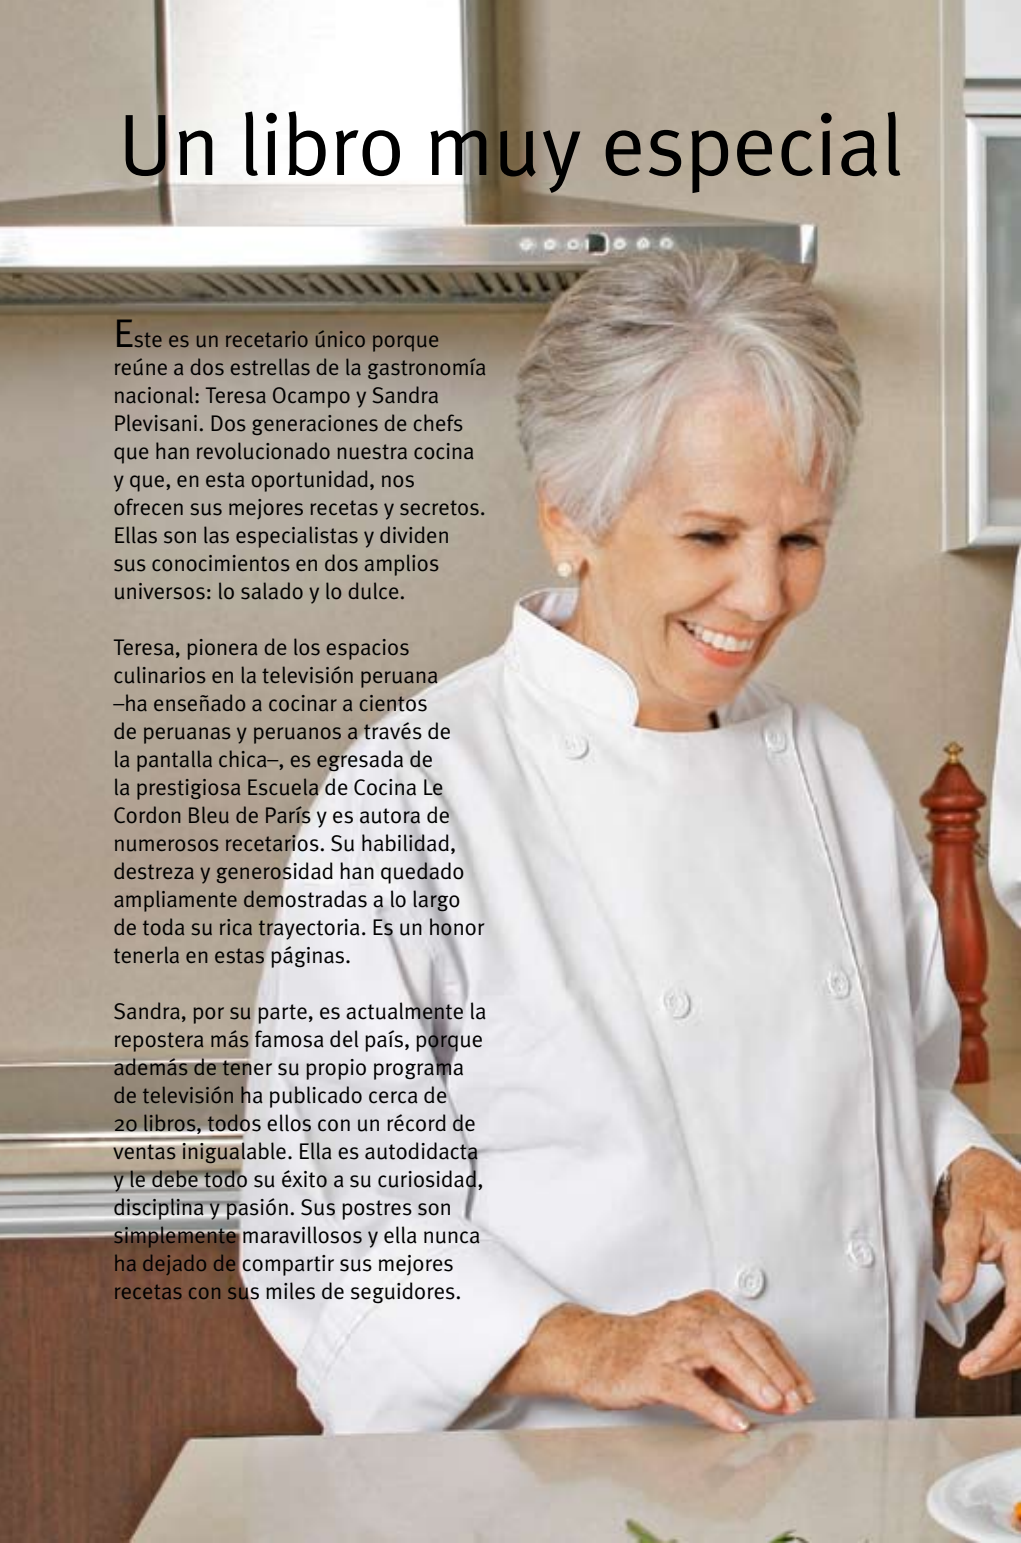 Un libro muy especial
Este es un recetario único porque
reúne a dos estrellas de la gastronomía
nacional: Teresa Ocampo y Sandra
Plevisani. Dos generaciones de chefs
que han revolucionado nuestra cocina
y que, en esta oportunidad, nos
ofrecen sus mejores recetas y secretos.
Ellas son las especialistas y dividen
sus conocimientos en dos amplios
universos: lo salado y lo dulce.
Teresa, pionera de los espacios
culinarios en la televisión peruana
–ha enseñado a cocinar a cientos
de peruanas y peruanos a través de
la pantalla chica–, es egresada de
la prestigiosa Escuela de Cocina Le
Cordon Bleu de París y es autora de
numerosos recetarios. Su habilidad,
destreza y generosidad han quedado
ampliamente demostradas a lo largo
de toda su rica trayectoria. Es un honor
tenerla en estas páginas.
Sandra, por su parte, es actualmente la
repostera más famosa del país, porque
además de tener su propio programa
de televisión ha publicado cerca de
20 libros, todos ellos con un récord de
ventas inigualable. Ella es autodidacta
y le debe todo su éxito a su curiosidad,
disciplina y pasión. Sus postres son
simplemente maravillosos y ella nunca
ha dejado de compartir sus mejores
recetas con sus miles de seguidores.